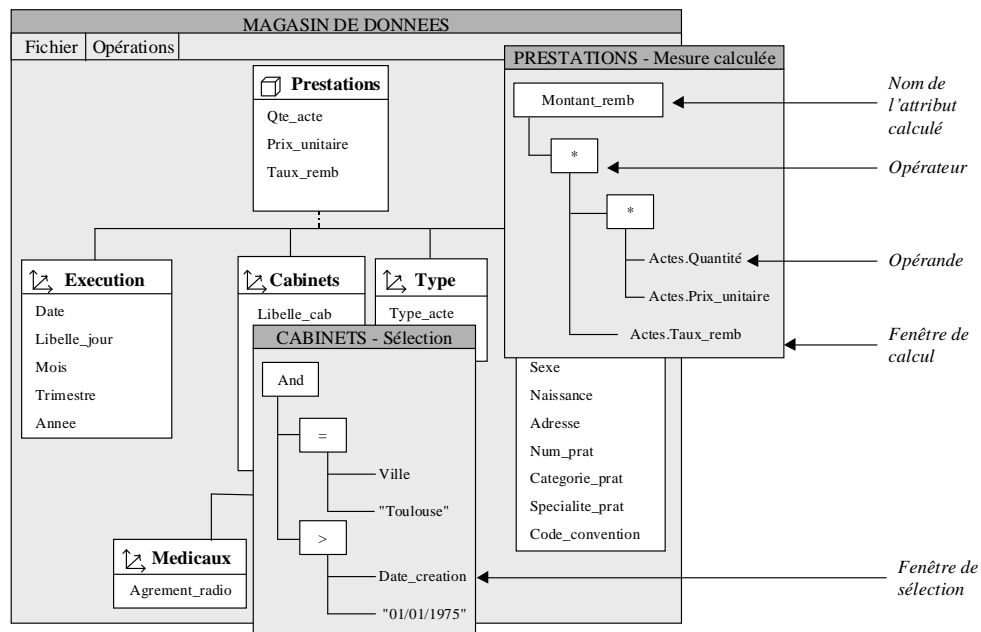 MAGASIN DE DONNEES
Fichier
Opérations
Prestations
Qte_acte
Prix_unitaire
Taux_remb
PRESTATIONS - Mesure calculée
Montant_remb
*
*
Actes.Quantité
Actes.Prix_unitaire
Actes.Taux_remb
Nom de
l'attribut
calculé
Opérateur
Opérande
Fenêtre de
calcul
Execution
Date
Libelle_jour
Mois
Trimestre
Annee
Cabinets
Libelle_cab
Type
Type_acte
CABINETS - Sélection
And
=
Ville
"Toulouse"
>
Date_creation
"01/01/1975"
Sexe
Naissance
Adresse
Num_prat
Categorie_prat
Specialite_prat
Code_convention
Medicaux
Agrement_radio
Fenêtre de
sélection